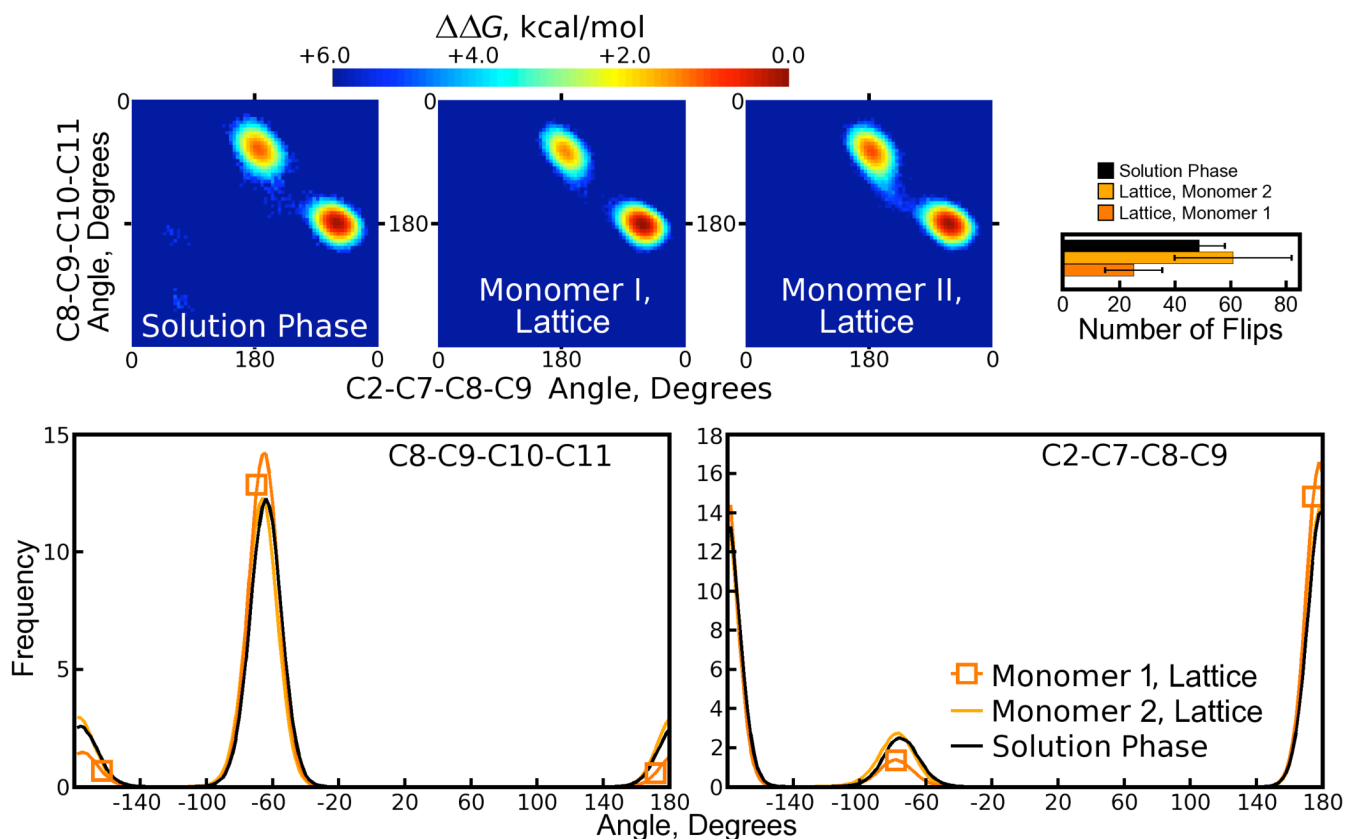 ΔΔG, kcal/mol
+6.0 +4.0 +2.0 0.0
C8-C9-C10-C11
Angle, Degrees
0 180 0 180 0 180 0
180
180
Solution Phase
Monomer I,
Lattice
Monomer II,
Lattice
0 180 0 0 180 0 0 180 0
C2-C7-C8-C9 Angle, Degrees
Solution Phase
Lattice, Monomer 2
Lattice, Monomer 1
0 20 40 60 80
Number of Flips
C8-C9-C10-C11
Frequency
15
10
5
0
-140 -100 -60 -20 20 60 100 140 180
C2-C7-C8-C9
18
16
14
12
10
8
6
4
2
0
Monomer 1, Lattice
Monomer 2, Lattice
Solution Phase
-140 -100 -60 -20 20 60 100 140 180
Angle, Degrees